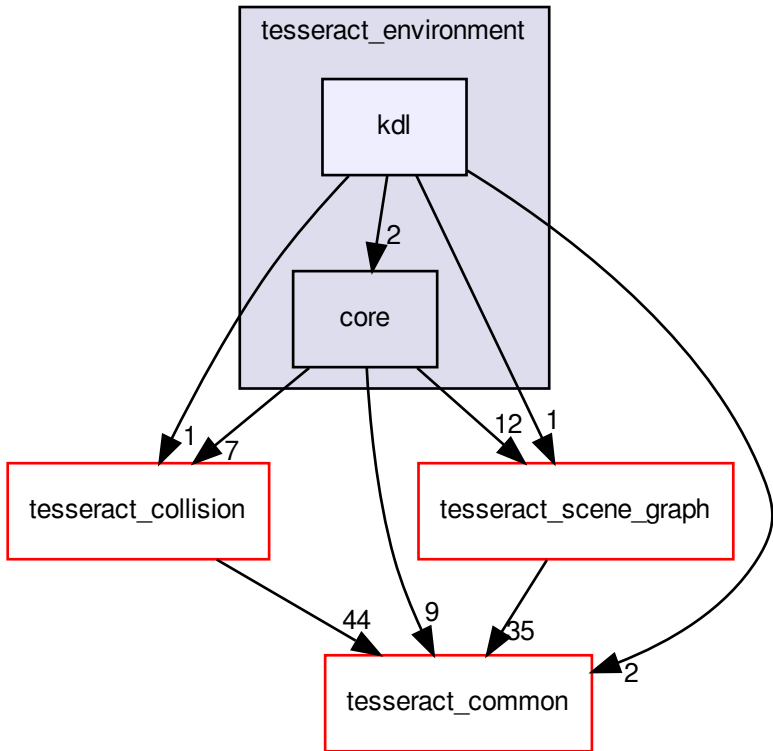 tesseract_environment
kdl
2
core
12
1
1
7
tesseract_collision
tesseract_scene_graph
44
9
35
2
tesseract_common